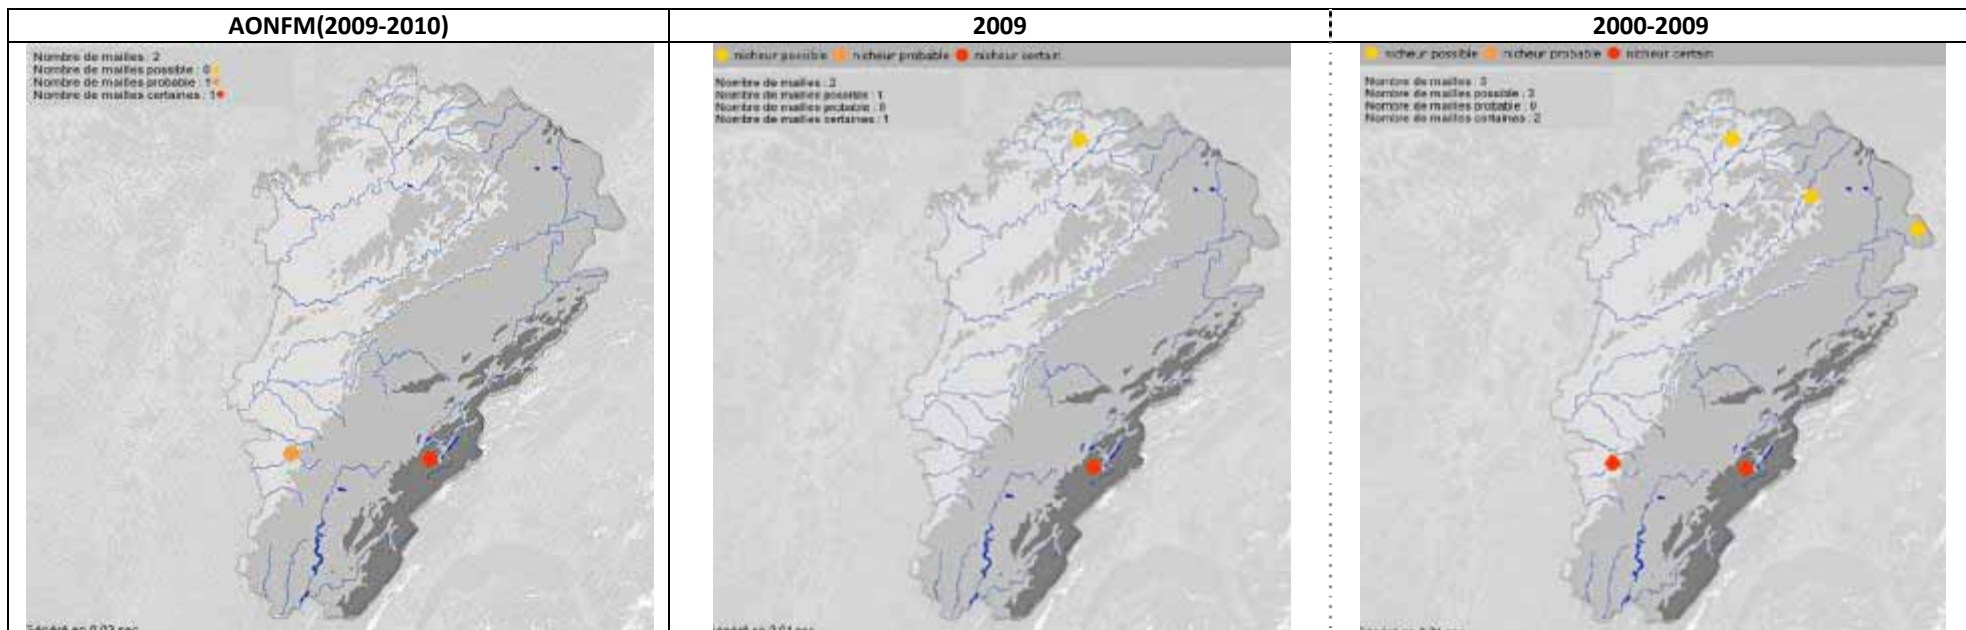 AONFM(2009-2010)
2009
2000-2009
Nombre de mailles : 2
Nombre de mailles possible : 0
Nombre de mailles probable : 1
Nombre de mailles certaines : 1
nicheur possible nicheur probable nicheur certain
Nombre de mailles : 2
Nombre de mailles possible : 1
Nombre de mailles probable : 0
Nombre de mailles certaines : 1
nicheur possible nicheur probable nicheur certain
Nombre de mailles :
Nombre de mailles possible : 3
Nombre de mailles probable : 0
Nombre de mailles certaines : 2